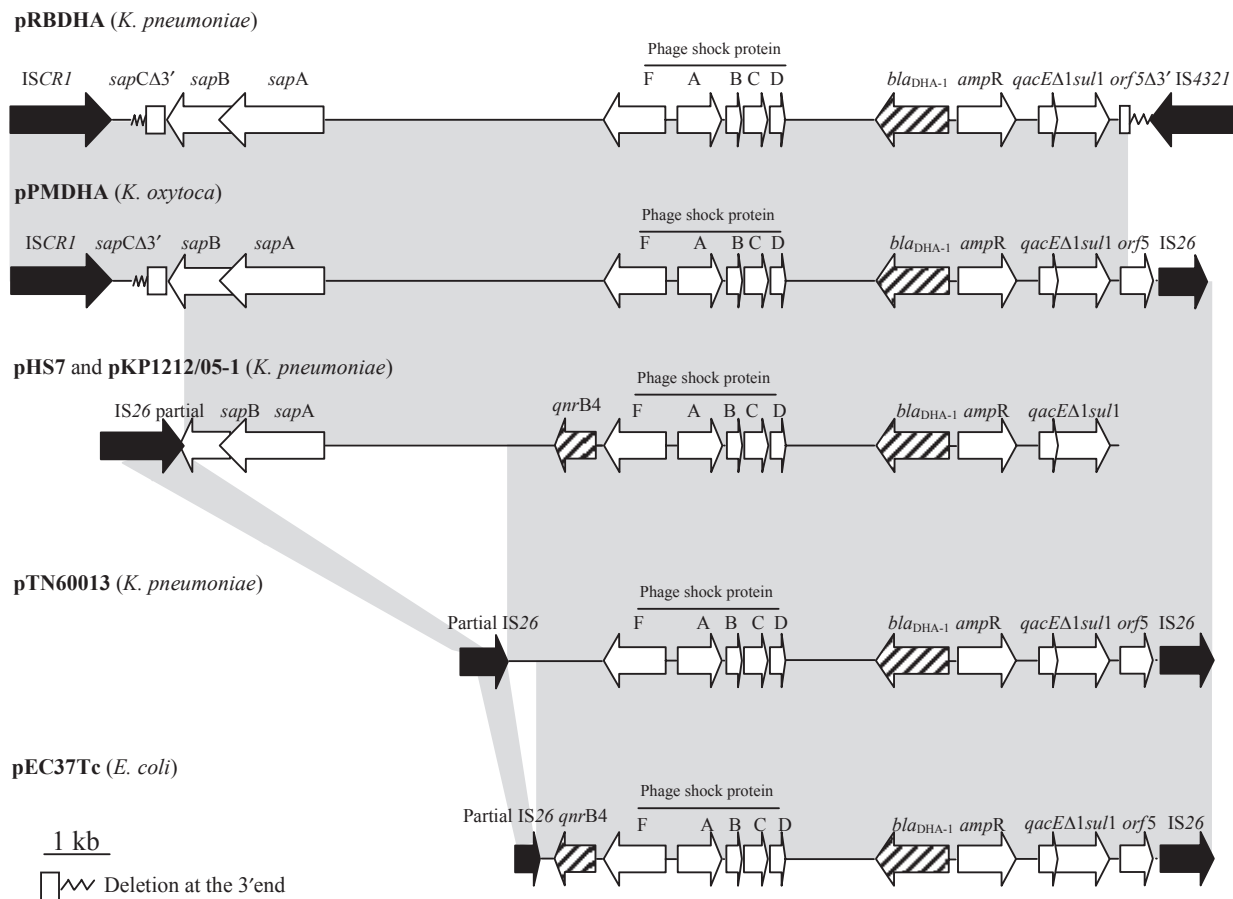 pRBDHA (K. pneumoniae)
Phage shock protein
ISCR1 sapCΔ3′ sapB sapA F A B C D blaDHA-1 ampR qacEΔ1sul1 orf5Δ3′ IS4321
pPMDHA (K. oxytoca)
Phage shock protein
ISCR1 sapCΔ3′ sapB sapA F A B C D blaDHA-1 ampR qacEΔ1sul1 orf5 IS26
pHS7 and pKP1212/05-1 (K. pneumoniae)
Phage shock protein
IS26 partial sapB sapA qnrB4 F A B C D blaDHA-1 ampR qacEΔ1sul1
pTN60013 (K. pneumoniae)
Phage shock protein
Partial IS26 F A B C D blaDHA-1 ampR qacEΔ1sul1 orf5 IS26
pEC37Tc (E. coli)
Phage shock protein
Partial IS26 qnrB4 F A B C D blaDHA-1 ampR qacEΔ1sul1 orf5 IS26
1 kb
Deletion at the 3′end